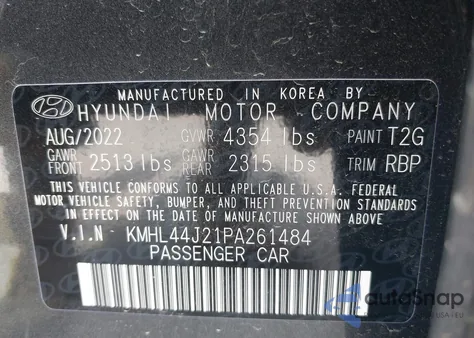 MANUFACTURED IN KOREA BY
HYUNDAI MOTOR COMPANY
AUG/2022 GVWR 4354 lbs PAINT T2G
GAWR FRONT 2513 lbs GAWR REAR 2315 lbs TRIM RBP
THIS VEHICLE CONFORMS TO ALL APPLICABLE U.S.A. FEDERAL
MOTOR VEHICLE SAFETY, BUMPER, AND THEFT PREVENTION STANDARDS
IN EFFECT ON THE DATE OF MANUFACTURE SHOWN ABOVE.
V.I.N KMHL44J21PA261484
PASSENGER CAR
autoSnap